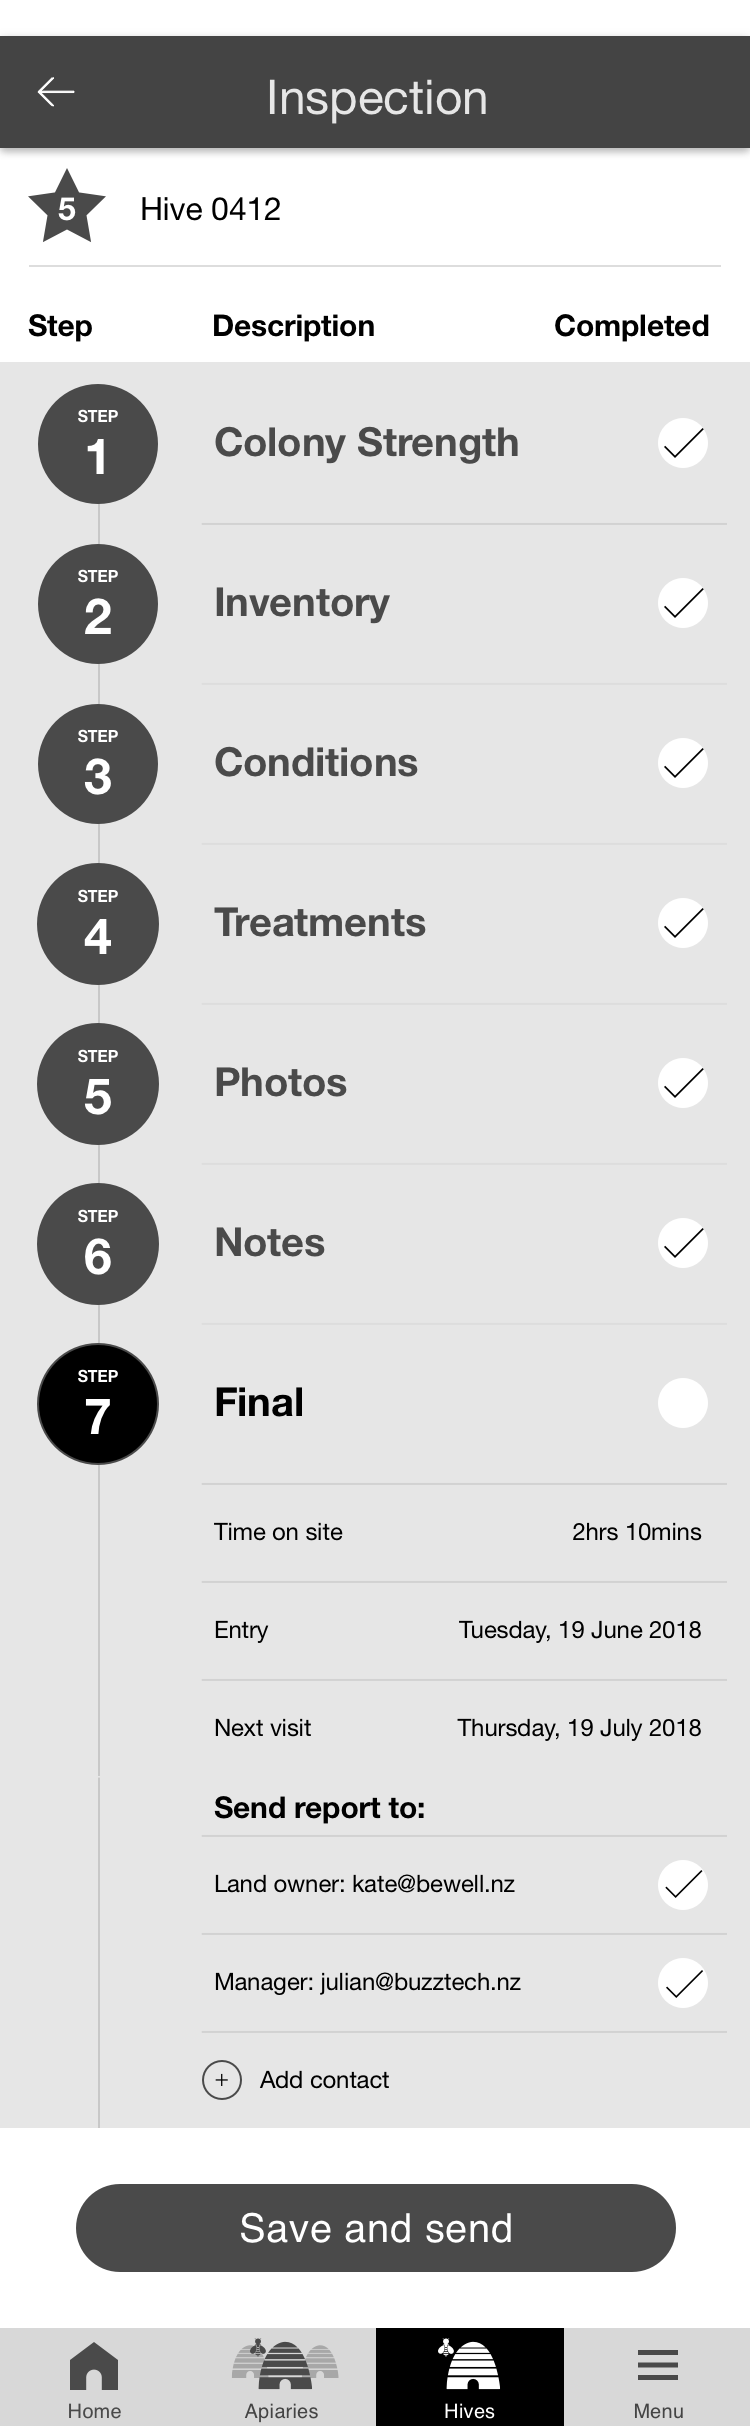 Inspection
5 Hive 0412
Step Description Completed
STEP
1 Colony Strength
STEP
2 Inventory
STEP
3 Conditions
STEP
4 Treatments
STEP
5 Photos
STEP
6 Notes
STEP
7 Final
Time on site 2hrs 10mins
Entry Tuesday, 19 June 2018
Next visit Thursday, 19 July 2018
Send report to:
Land owner: kate@bewell.nz
Manager: julian@buzztech.nz
+ Add contact
Save and send
Home Apiaries Hives Menu